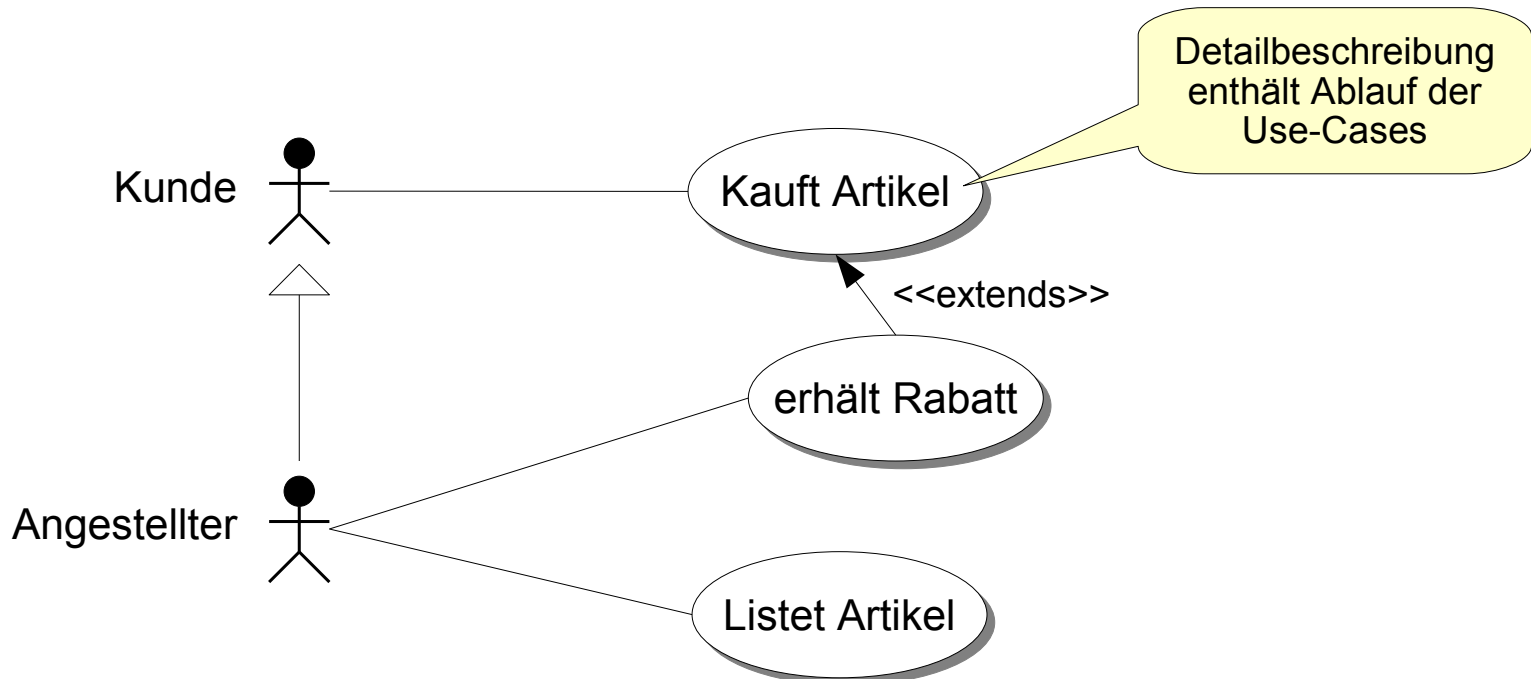 Detailbeschreibung
enthält Ablauf der
Use-Cases
Kunde
Kauft Artikel
<<extends>>
erhält Rabatt
Angestellter
Listet Artikel